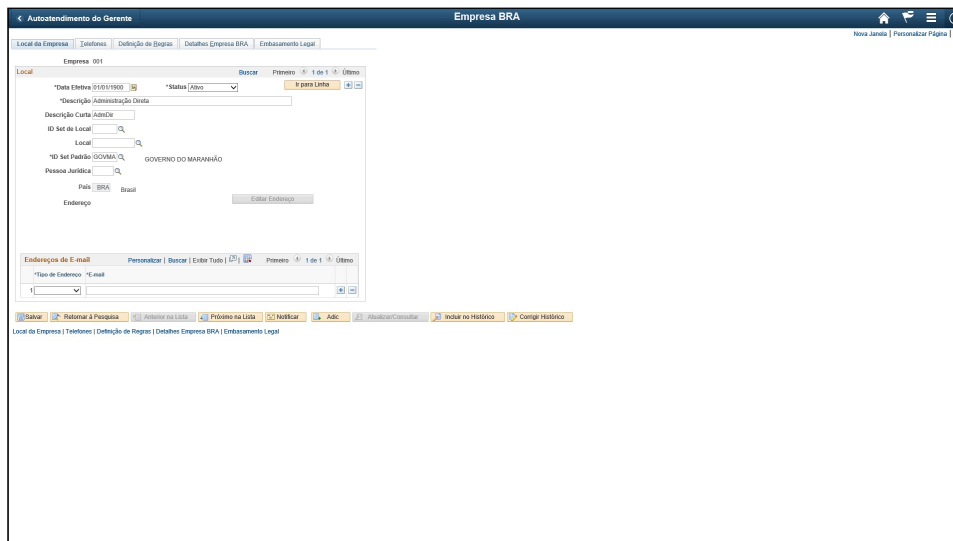 Autoatendimento do Gerente
Empresa BRA
Nova Janela | Personalizar Página |
Local da Empresa Telefones Definição de Regras Detalhes Empresa BRA Embasamento Legal
Empresa 001
Local Buscar Primeiro 1 de 1 Último
*Data Efetiva 01/01/1900 *Status Ativo Ir para Linha
*Descrição Administração Direta
Descrição Curta AdmDir
ID Set de Local
Local
*ID Set Padrão GOVMA GOVERNO DO MARANHÃO
Pessoa Jurídica
País BRA Brasil
Endereço Editar Endereço
Endereços de E-mail Personalizar | Buscar | Exibir Tudo | | Primeiro 1 de 1 Último
*Tipo de Endereço *E-mail
1
Salvar Retornar à Pesquisa Anterior na Lista Próximo na Lista Notificar Adic Atualizar/Consultar Incluir no Histórico Corrigir Histórico
Local da Empresa | Telefones | Definição de Regras | Detalhes Empresa BRA | Embasamento Legal